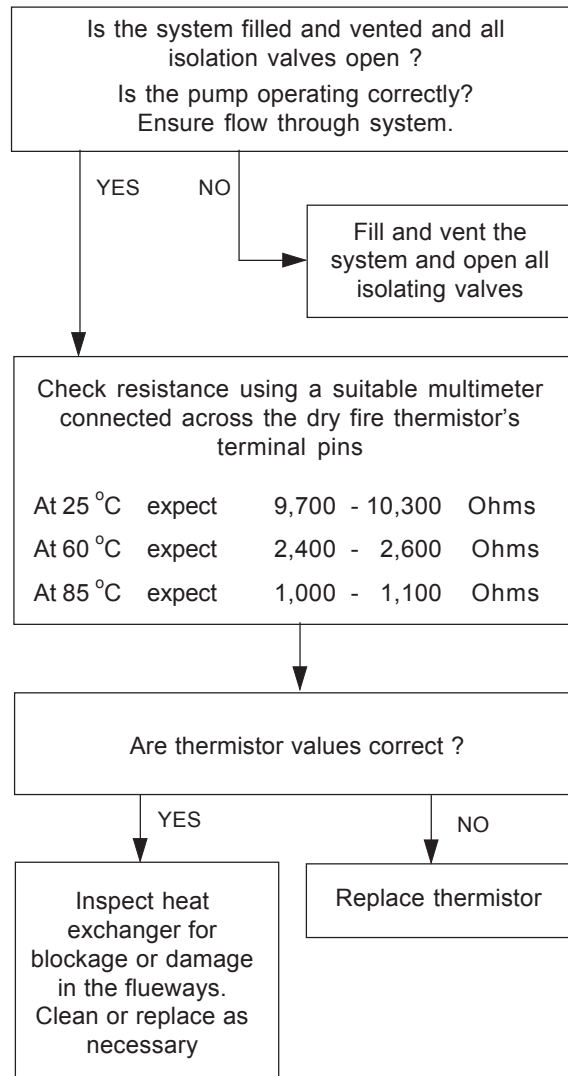 Is the system filled and vented and all
isolation valves open ?
Is the pump operating correctly?
Ensure flow through system.
YES NO
Fill and vent the
system and open all
isolating valves
Check resistance using a suitable multimeter
connected across the dry fire thermistor's
terminal pins
At 25 °C expect 9,700 - 10,300 Ohms
At 60 °C expect 2,400 - 2,600 Ohms
At 85 °C expect 1,000 - 1,100 Ohms
Are thermistor values correct ?
YES
NO
Inspect heat
exchanger for
blockage or damage
in the flueways.
Clean or replace as
necessary
Replace thermistor